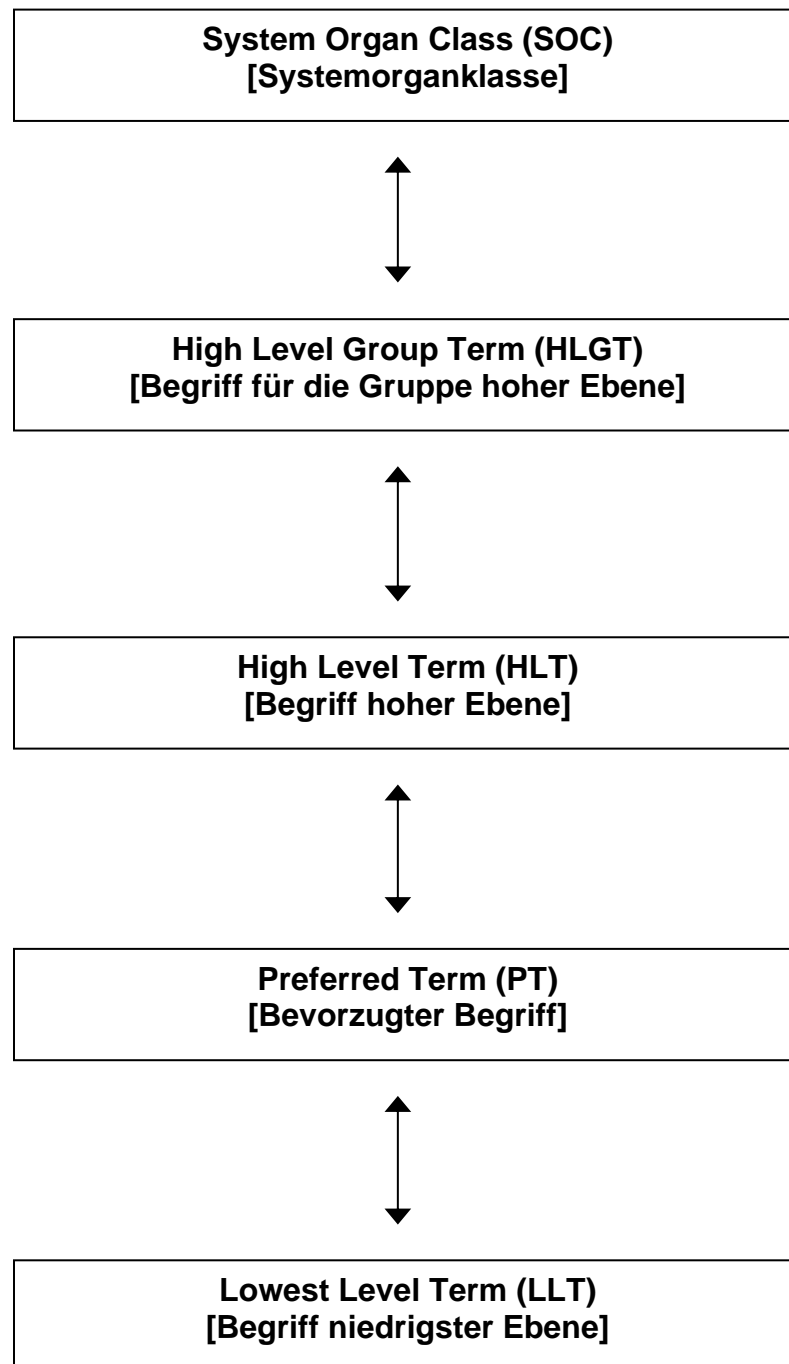 System Organ Class (SOC)
[Systemorganklasse]
High Level Group Term (HLGT)
[Begriff für die Gruppe hoher Ebene]
High Level Term (HLT)
[Begriff hoher Ebene]
Preferred Term (PT)
[Bevorzugter Begriff]
Lowest Level Term (LLT)
[Begriff niedrigster Ebene]